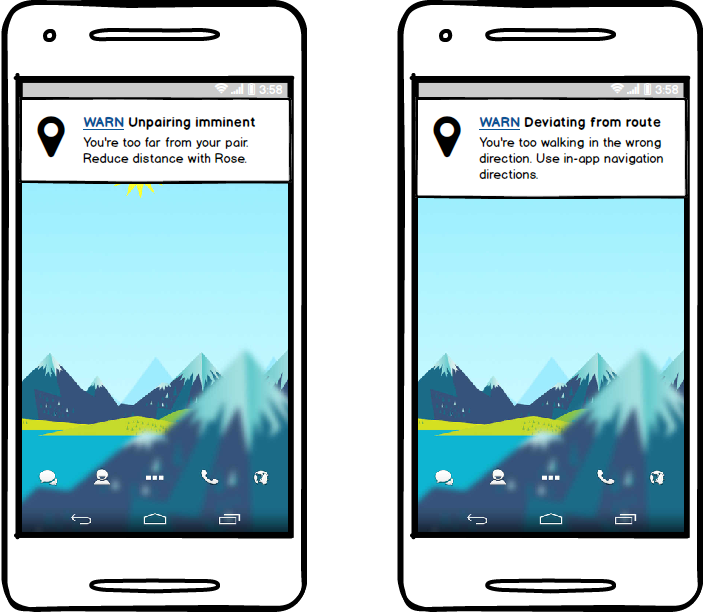 3:58
WARN Unpairing imminent
You're too far from your pair.
Reduce distance with Rose.
3:58
WARN Deviating from route
You're too walking in the wrong
direction. Use in-app navigation
directions.